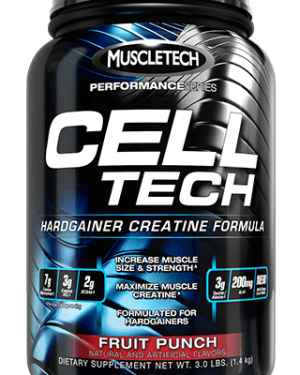 MUSCLETECH
PERFORMANCE SERIES
CELL
TECH
HARDGAINER CREATINE FORMULA
7g 3g 2g
INCREASE MUSCLE
SIZE & STRENGTH
MAXIMIZE MUSCLE
CREATINE
FORMULATED FOR
HARDGAINERS
3g 200mg NEW
FRUIT PUNCH
NATURAL AND ARTIFICIAL FLAVORS
DIETARY SUPPLEMENT NET WT. 3.0 LBS. (1.4 kg)